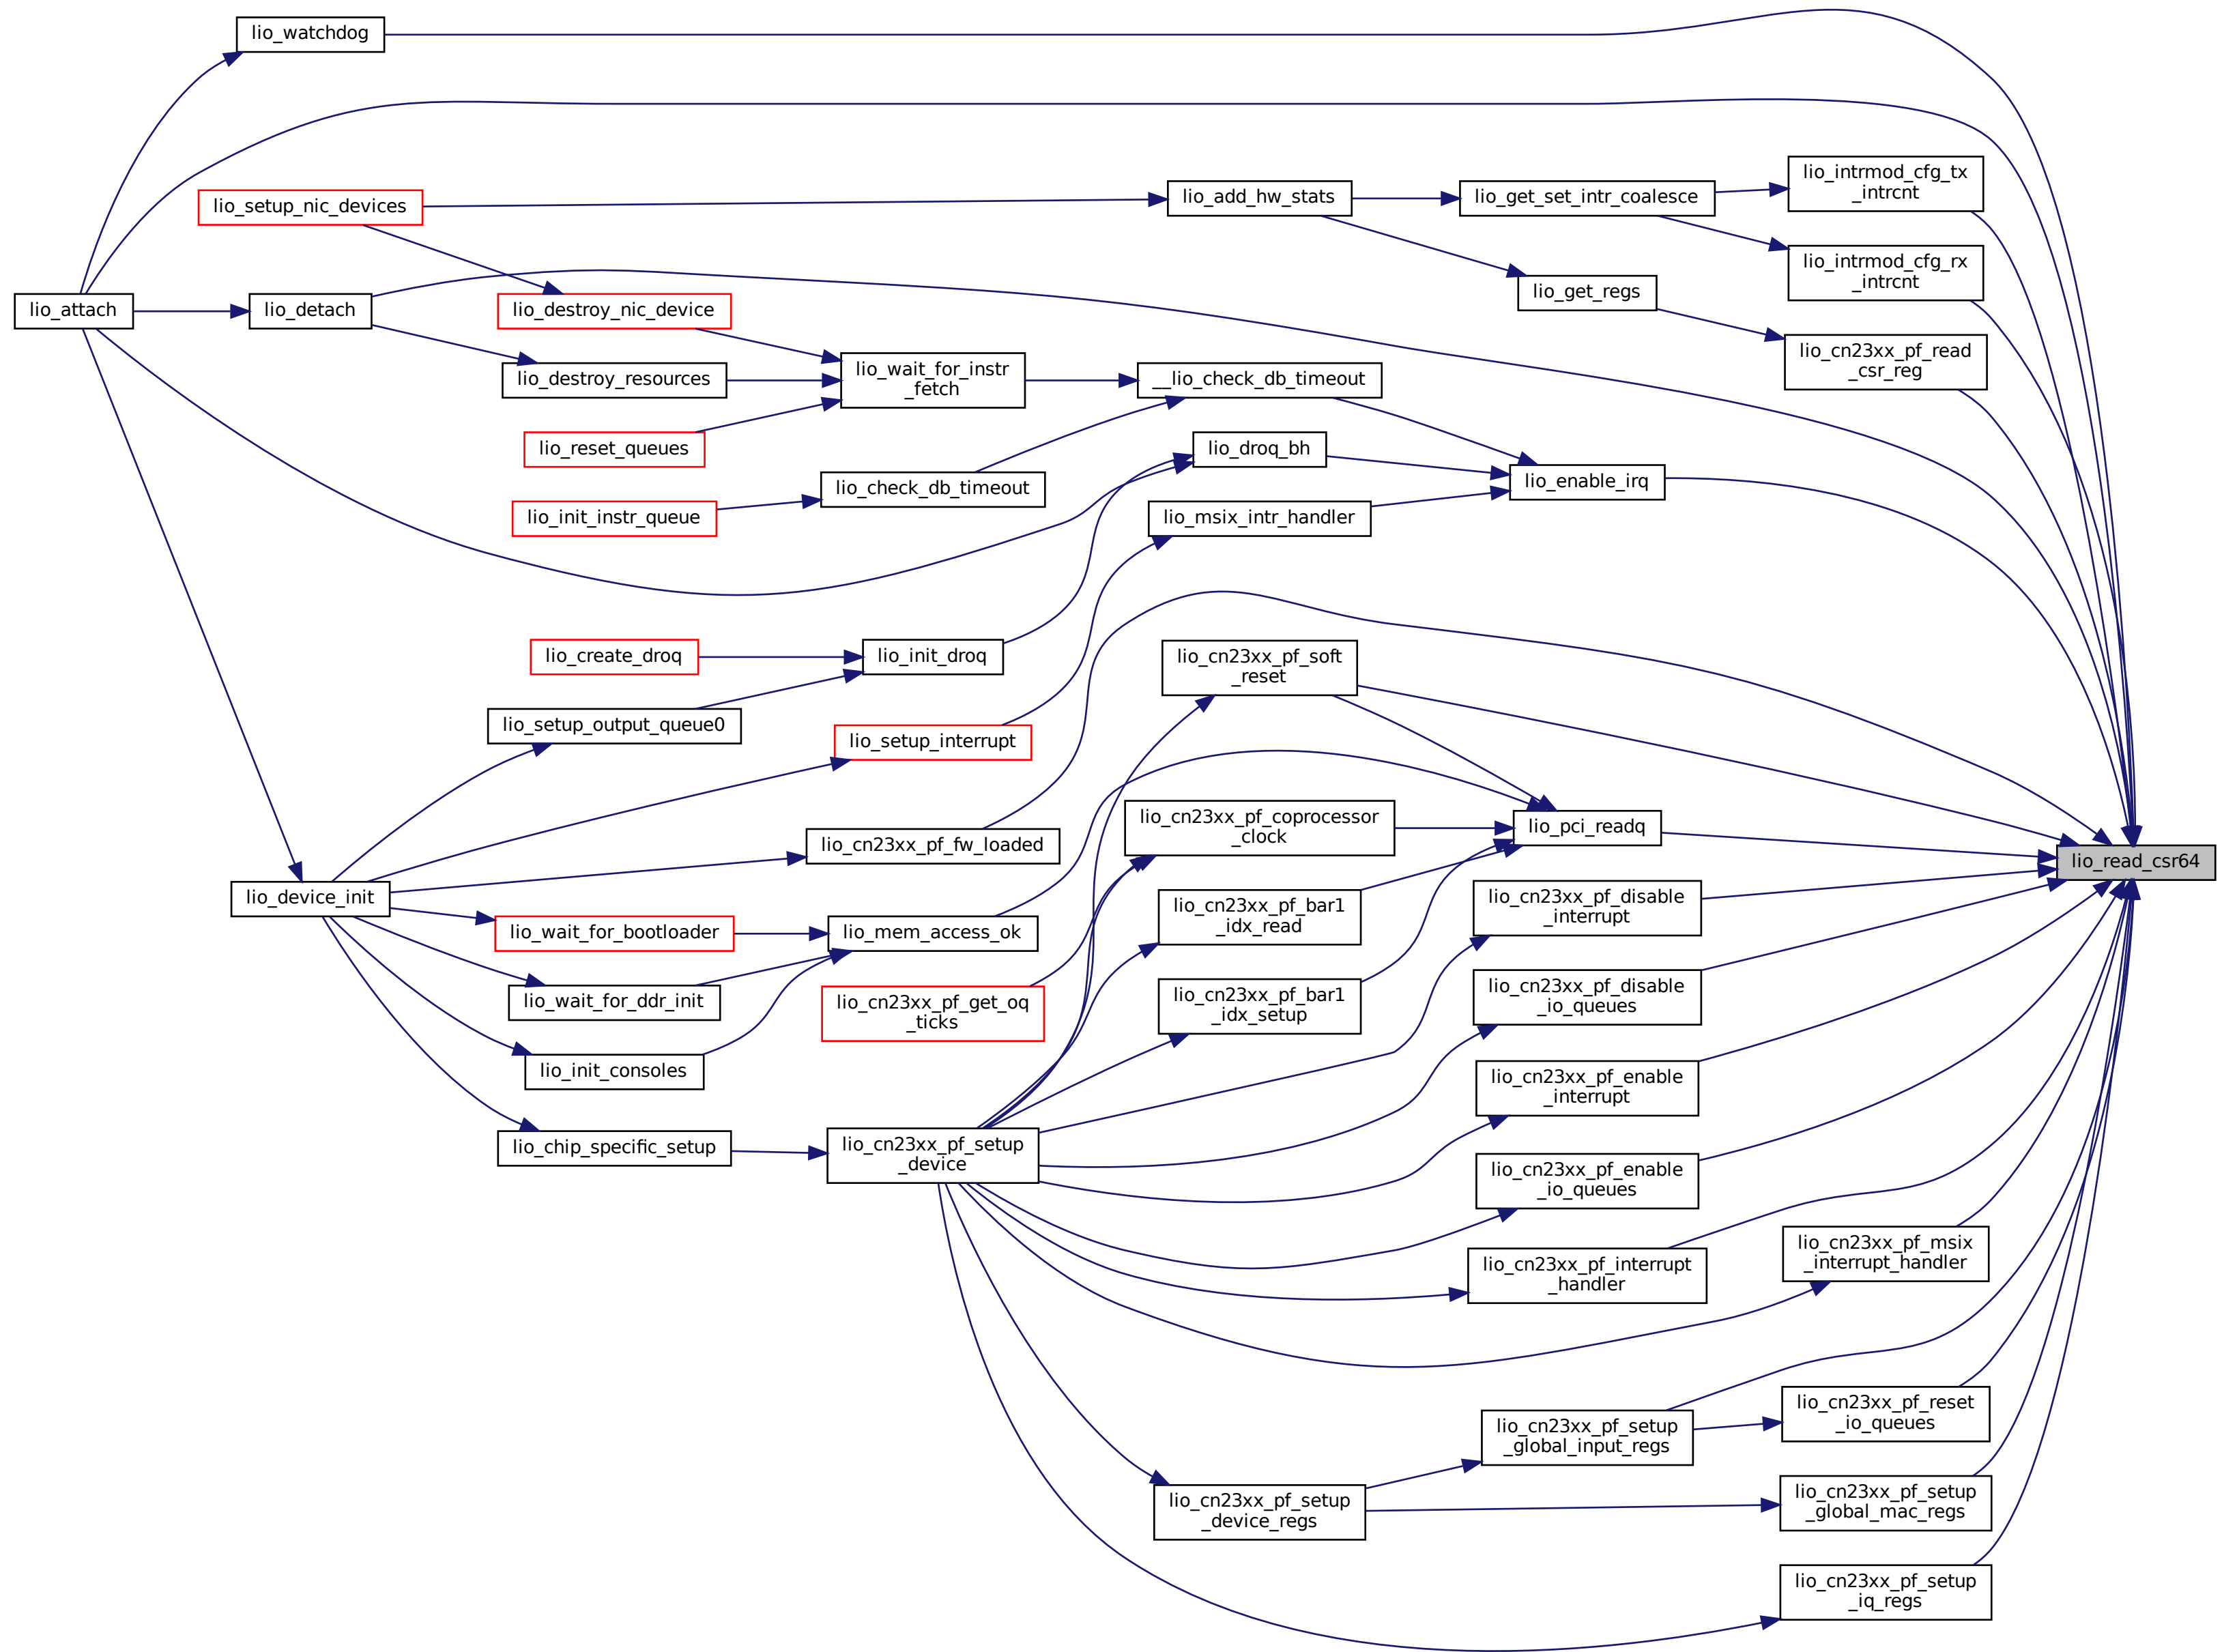 lio_watchdog
lio_intrmod_cfg_tx
_intrcnt
lio_setup_nic_devices
lio_add_hw_stats
lio_get_set_intr_coalesce
lio_intrmod_cfg_rx
_intrcnt
lio_get_regs
lio_attach
lio_detach
lio_destroy_nic_device
lio_cn23xx_pf_read
_csr_reg
lio_destroy_resources
lio_wait_for_instr
_fetch
__lio_check_db_timeout
lio_reset_queues
lio_droq_bh
lio_check_db_timeout
lio_enable_irq
lio_init_instr_queue
lio_msix_intr_handler
lio_create_droq
lio_init_droq
lio_cn23xx_pf_soft
_reset
lio_setup_output_queue0
lio_setup_interrupt
lio_cn23xx_pf_coprocessor
_clock
lio_pci_readq
lio_cn23xx_pf_fw_loaded
lio_read_csr64
lio_device_init
lio_cn23xx_pf_bar1
_idx_read
lio_cn23xx_pf_disable
_interrupt
lio_wait_for_bootloader
lio_mem_access_ok
lio_wait_for_ddr_init
lio_cn23xx_pf_get_oq
_ticks
lio_cn23xx_pf_bar1
_idx_setup
lio_cn23xx_pf_disable
_io_queues
lio_init_consoles
lio_cn23xx_pf_enable
_interrupt
lio_chip_specific_setup
lio_cn23xx_pf_setup
_device
lio_cn23xx_pf_enable
_io_queues
lio_cn23xx_pf_interrupt
_handler
lio_cn23xx_pf_msix
_interrupt_handler
lio_cn23xx_pf_setup
_global_input_regs
lio_cn23xx_pf_reset
_io_queues
lio_cn23xx_pf_setup
_device_regs
lio_cn23xx_pf_setup
_global_mac_regs
lio_cn23xx_pf_setup
_iq_regs